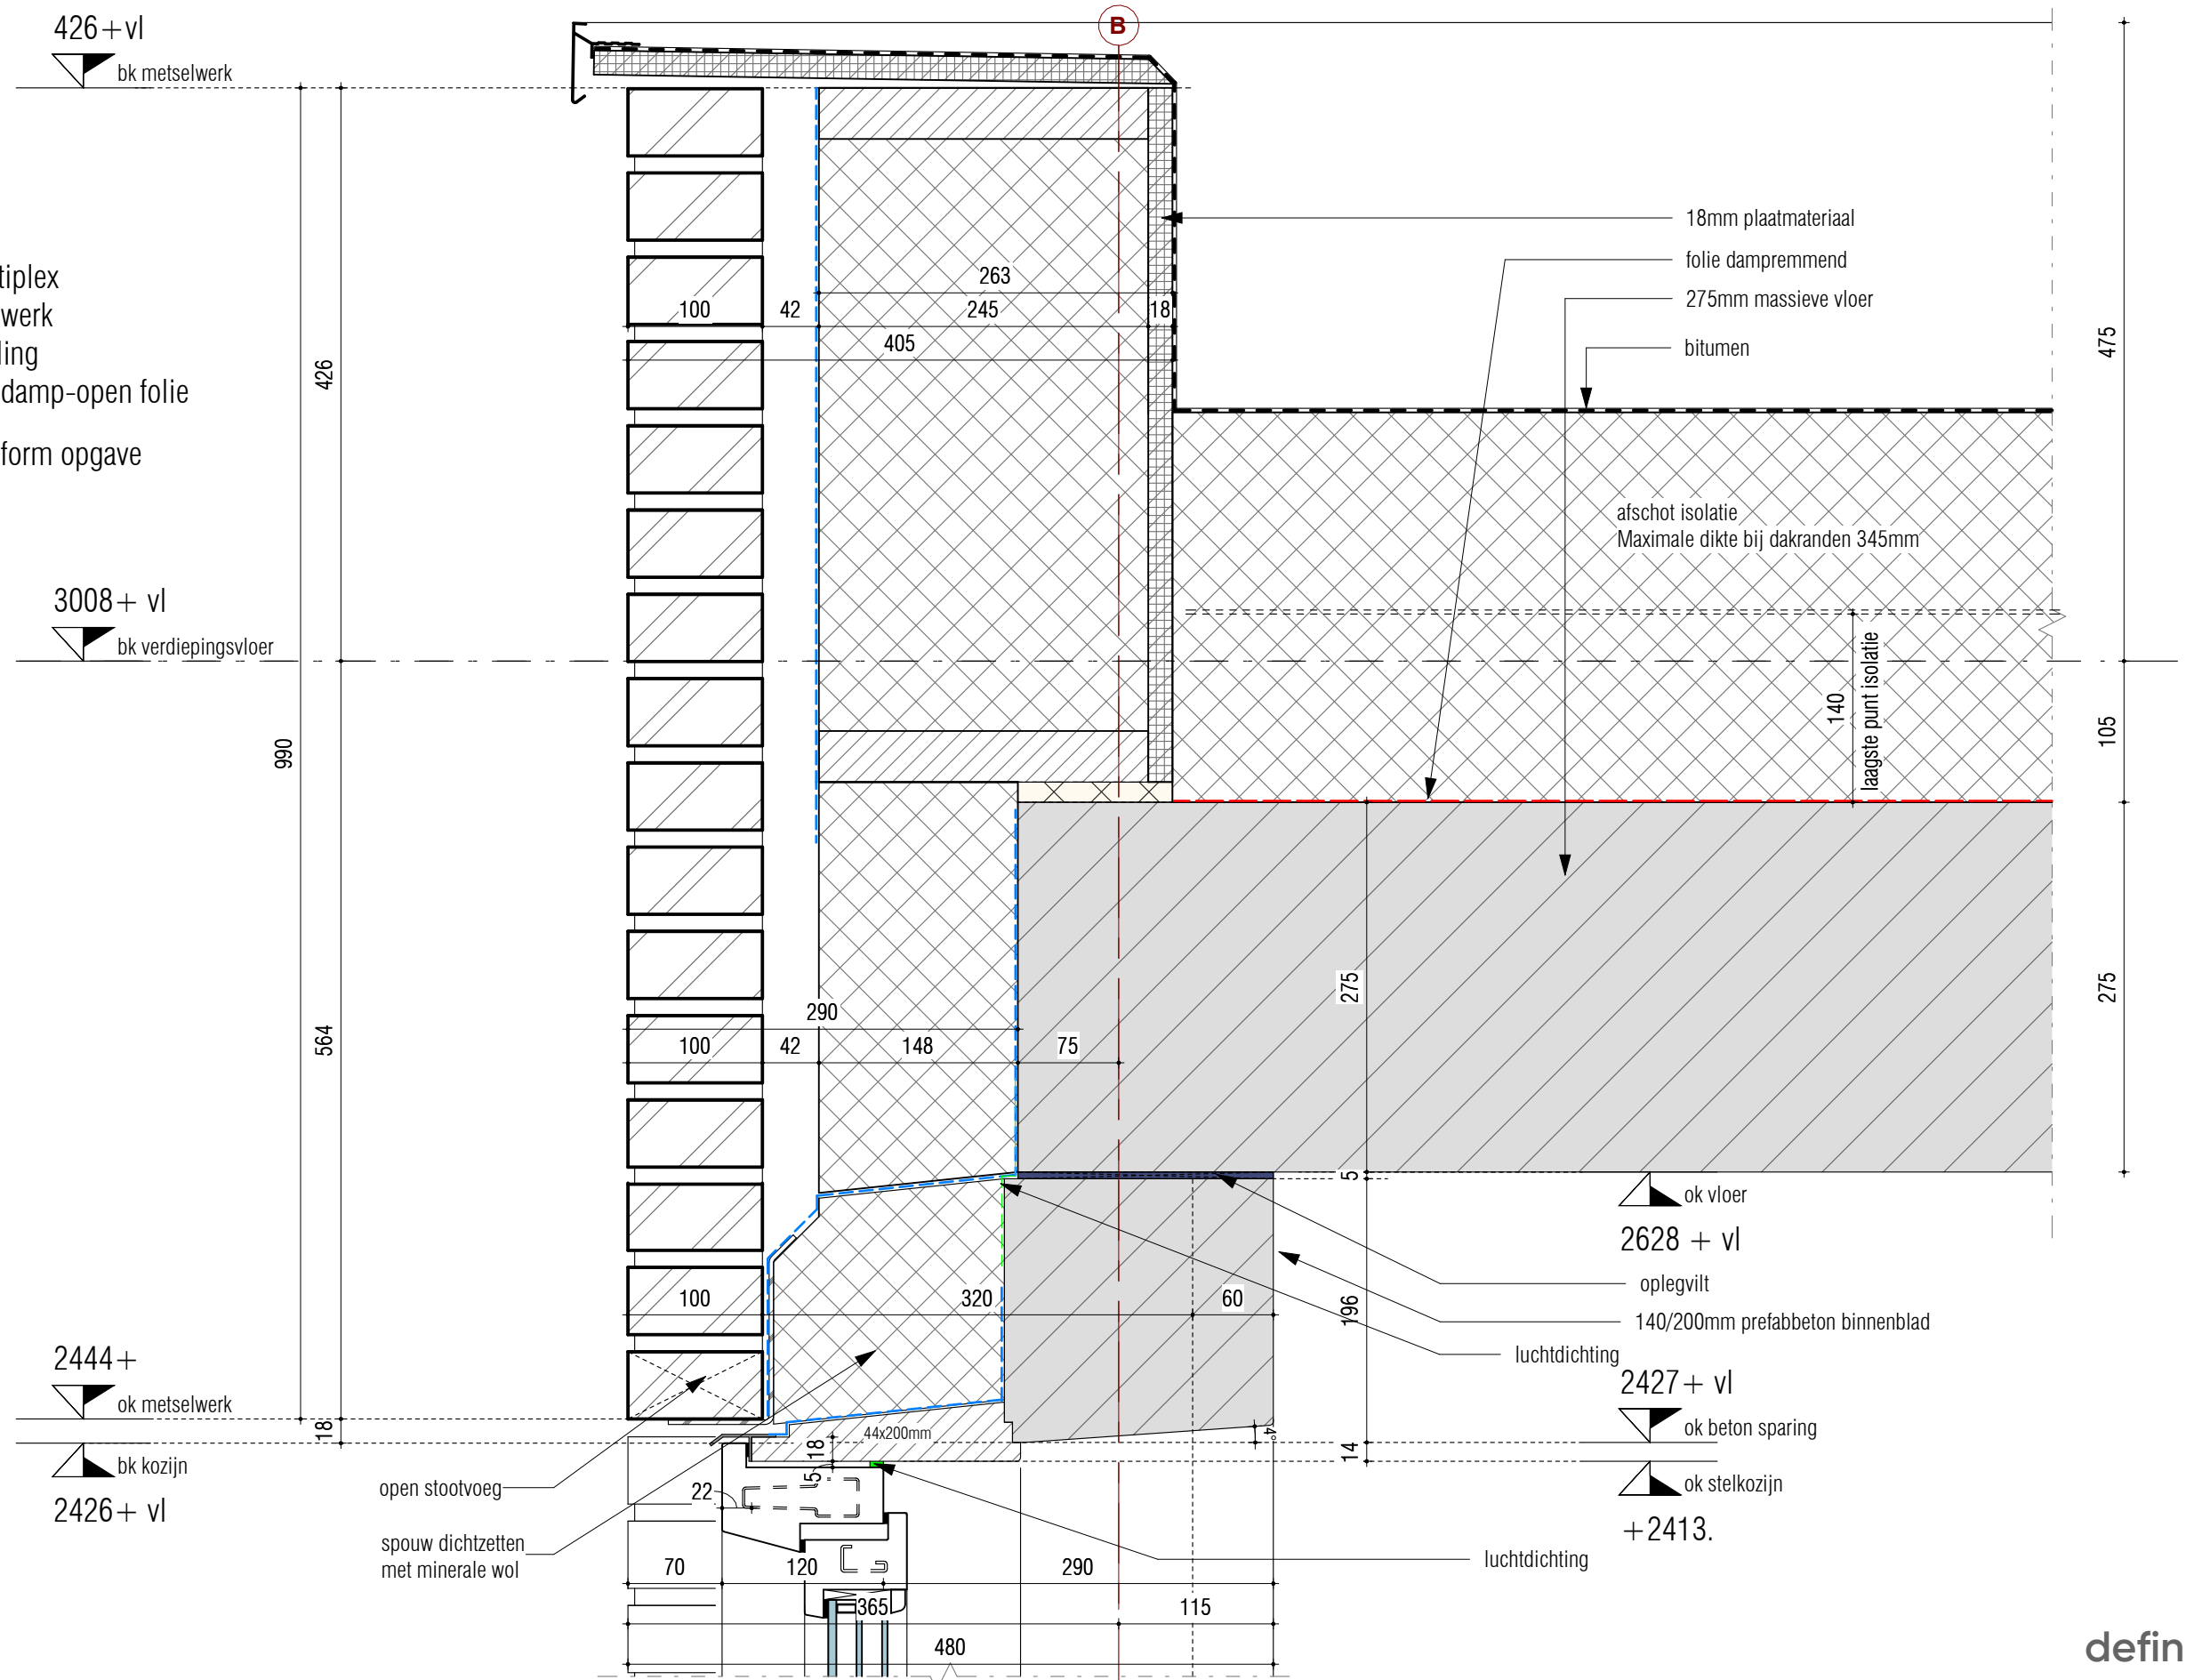 426+vl
bk metselwerk
B
tiplex
werk
ling
damp-open folie
form opgave
18mm plaatmateriaal
folie dampremmend
275mm massieve vloer
bitumen
263
100
42
245
18
405
426
475
afschot isolatie
Maximale dikte bij dakranden 345mm
3008+ vl
bk verdiepingsvloer
140
laagste punt isolatie
105
990
564
275
275
290
100
42
148
75
5
ok vloer
2628 + vl
oplegvilt
140/200mm prefabbeton binnenblad
luchtdichting
100
320
60
196
2444+
ok metselwerk
18
bk kozijn
2426+ vl
2427+ vl
ok beton sparing
4°
14
ok stelkozijn
+2413.
44x200mm
18
5
22
open stootvoeg
spouw dichtzetten
met minerale wol
luchtdichting
70
120
290
365
115
480
defin